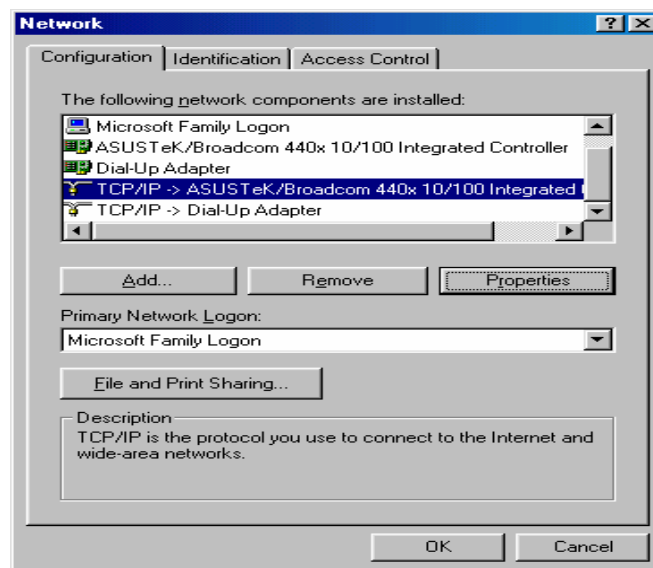 Network
Configuration Identification Access Control
The following network components are installed:
Microsoft Family Logon
ASUSTeK/Broadcom 440x 10/100 Integrated Controller
Dial-Up Adapter
TCP/IP -> ASUSTeK/Broadcom 440x 10/100 Integrated
TCP/IP -> Dial-Up Adapter
Add... Remove Properties
Primary Network Logon:
Microsoft Family Logon
File and Print Sharing...
Description
TCP/IP is the protocol you use to connect to the Internet and
wide-area networks.
OK Cancel